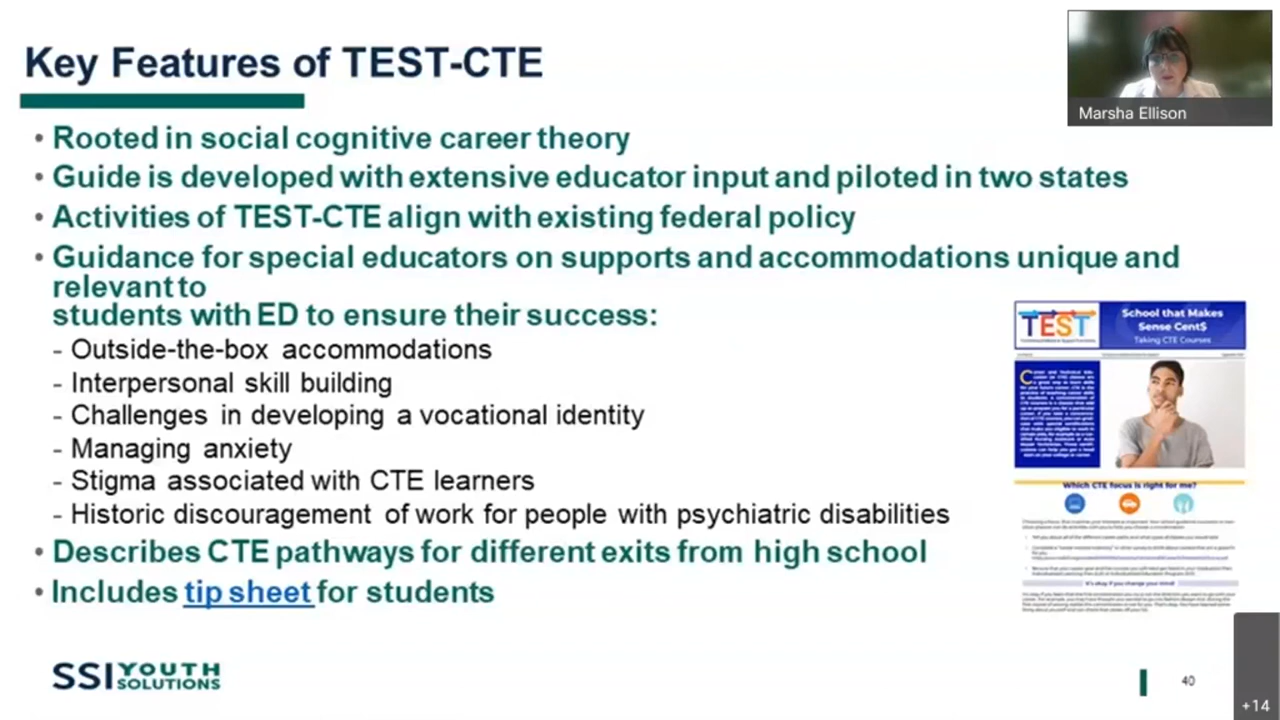 Key Features of TEST-CTE
Marsha Ellison
• Rooted in social cognitive career theory
• Guide is developed with extensive educator input and piloted in two states
• Activities of TEST-CTE align with existing federal policy
• Guidance for special educators on supports and accommodations unique and
relevant to
students with ED to ensure their success:
- Outside-the-box accommodations
- Interpersonal skill building
- Challenges in developing a vocational identity
- Managing anxiety
- Stigma associated with CTE learners
- Historic discouragement of work for people with psychiatric disabilities
• Describes CTE pathways for different exits from high school
• Includes tip sheet for students
TEST
School that Makes
Sense Cent$
Taking CTE Courses
Which CTE focus is right for me?
It's okay if you change your mind!
SSI YOUTH
SOLUTIONS
40
+14